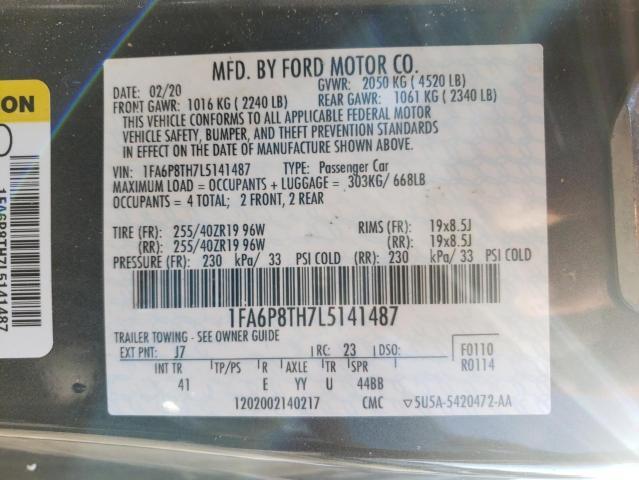 MFD. BY FORD MOTOR CO.
DATE: 02/20 GVWR: 2050 KG ( 4520 LB)
FRONT GAWR: 1016 KG ( 2240 LB) REAR GAWR: 1061 KG ( 2340 LB)
THIS VEHICLE CONFORMS TO ALL APPLICABLE FEDERAL MOTOR
VEHICLE SAFETY, BUMPER, AND THEFT PREVENTION STANDARDS
IN EFFECT ON THE DATE OF MANUFACTURE SHOWN ABOVE.
VIN: 1FA6P8TH7L5141487 TYPE: Passenger Car
MAXIMUM LOAD = OCCUPANTS + LUGGAGE = 303KG/ 668LB
OCCUPANTS = 4 TOTAL; 2 FRONT, 2 REAR
TIRE (FR): 255/40ZR19 96W RIMS (FR): 19x8.5J
(RR): 255/40ZR19 96W (RR): 19x8.5J
PRESSURE (FR): 230 kPa/ 33 PSI COLD (RR): 230 kPa/ 33 PSI COLD
1FA6P8TH7L5141487
TRAILER TOWING - SEE OWNER GUIDE
EXT PNT: J7 RC: 23 DSO: F0110
R0114
INT TR TP/PS R AXLE TR SPR
41 E YY U 44BB
1202002140217 CMC ▽5U5A-5420472-AA
ION
1FA6P8TH7L5141487